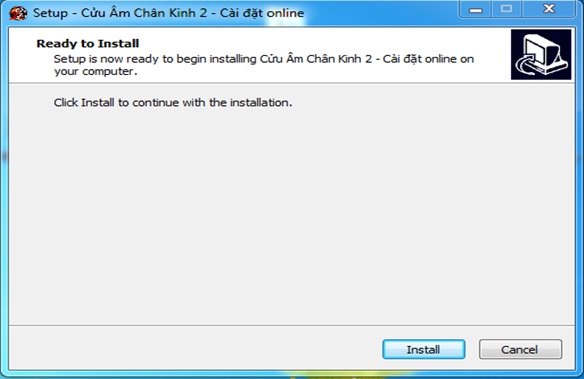 Setup - Cửu Âm Chân Kinh 2 - Cài đặt online
Ready to Install
Setup is now ready to begin installing Cửu Âm Chân Kinh 2 - Cài đặt online on
your computer.
Click Install to continue with the installation.
Install
Cancel